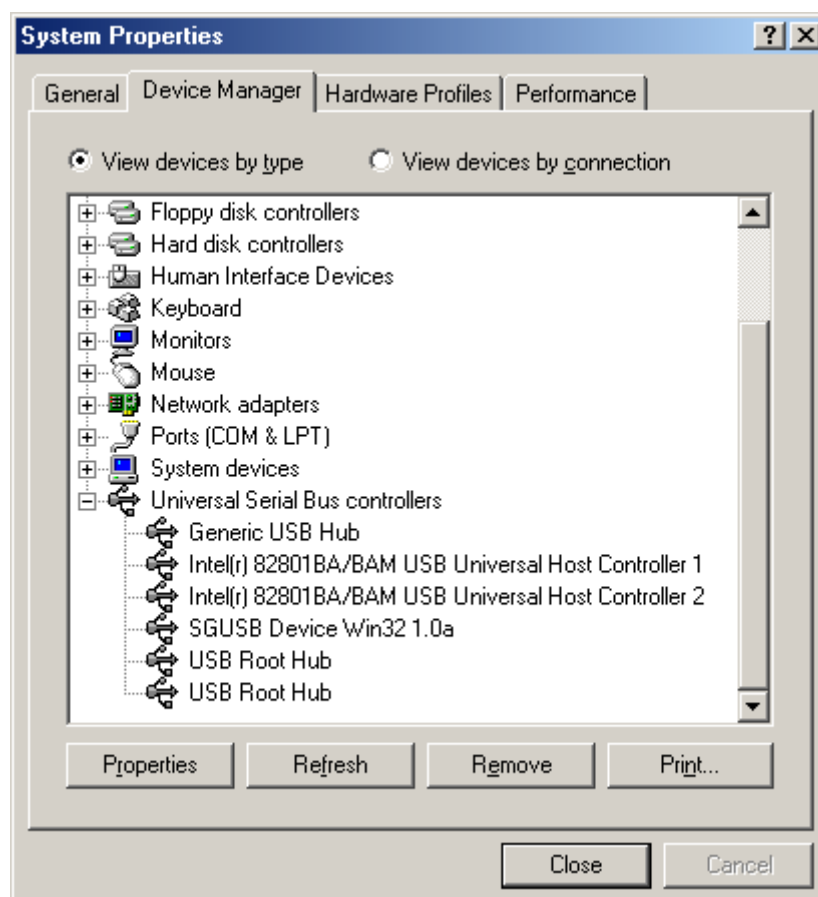 System Properties
General Device Manager Hardware Profiles Performance
View devices by type View devices by connection
Floppy disk controllers
Hard disk controllers
Human Interface Devices
Keyboard
Monitors
Mouse
Network adapters
Ports (COM & LPT)
System devices
Universal Serial Bus controllers
Generic USB Hub
Intel(r) 82801BA/BAM USB Universal Host Controller 1
Intel(r) 82801BA/BAM USB Universal Host Controller 2
SGUSB Device Win32 1.0a
USB Root Hub
USB Root Hub
Properties Refresh Remove Print...
Close Cancel